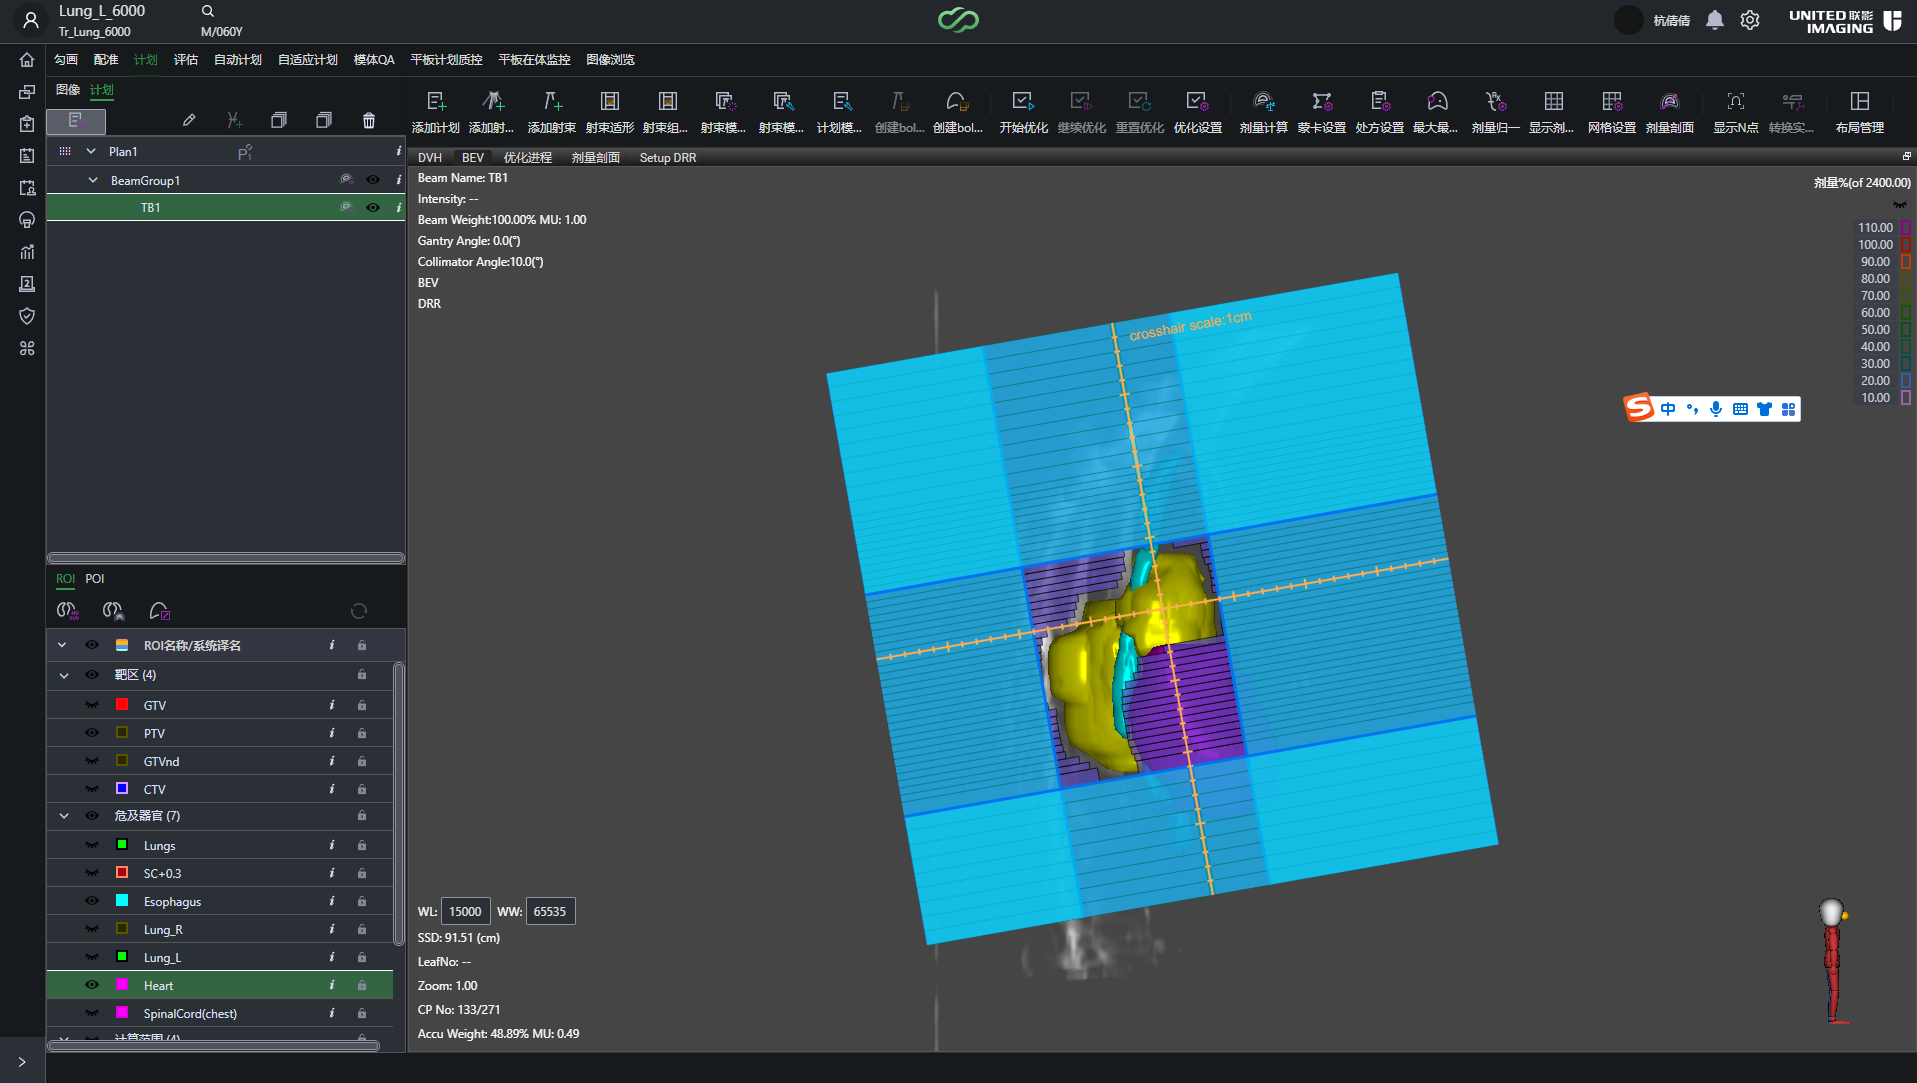 Lung_L_6000
Tr_Lung_6000
M/060Y
杭倩倩
UNITED 联影
IMAGING
勾画 配准 计划 评估 自动计划 自适应计划 模体QA 平板计划质控 平板在体监控 图像浏览
图像 计划
添加计划 添加射... 添加射束 射束适形 射束组... 射束模... 射束模... 计划模... 创建bol... 创建bol... 开始优化 继续优化 重置优化 优化设置 剂量计算 蒙卡设置 处方设置 最大最... 剂量归一 显示剂... 网格设置 剂量剖面 显示N点 转换实... 布局管理
Plan1
BeamGroup1
TB1
DVH BEV 优化进程 剂量剖面 Setup DRR
Beam Name: TB1
Intensity: --
Beam Weight:100.00% MU: 1.00
Gantry Angle: 0.0(°)
Collimator Angle:10.0(°)
BEV
DRR
剂量%(of 2400.00)
110.00
100.00
90.00
80.00
70.00
60.00
50.00
40.00
30.00
20.00
10.00
crosshair scale:1cm
中
ROI POI
ROI名称/系统译名
靶区 (4)
GTV
PTV
GTVnd
CTV
危及器官 (7)
Lungs
SC+0.3
Esophagus
Lung_R
Lung_L
Heart
SpinalCord(chest)
计算范围 (4)
WL: 15000 WW: 65535
SSD: 91.51 (cm)
LeafNo: --
Zoom: 1.00
CP No: 133/271
Accu Weight: 48.89% MU: 0.49